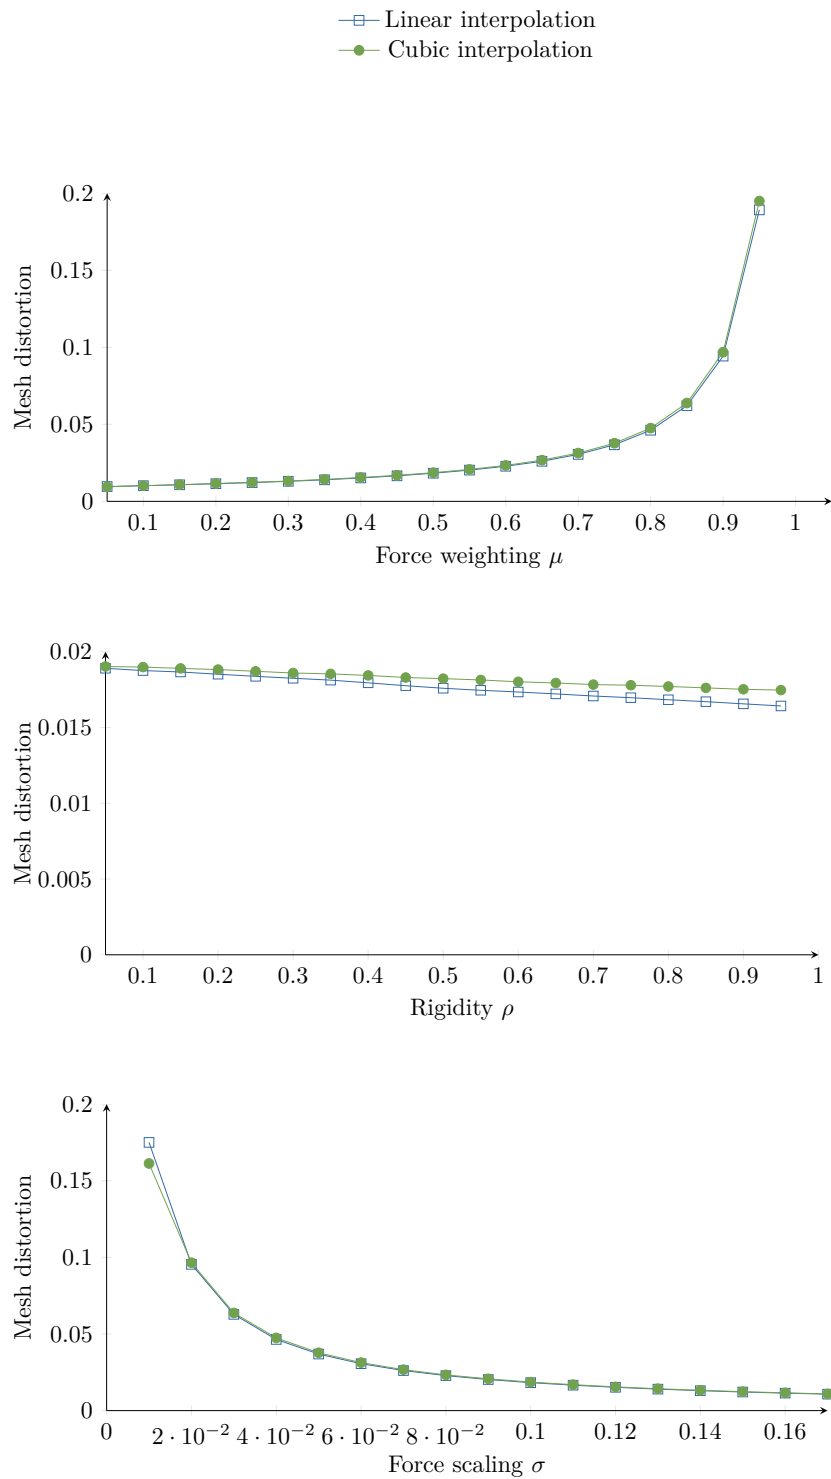 Linear interpolation
Cubic interpolation
0.2
0.15
0.1
0.05
0
Mesh distortion
0.1 0.2 0.3 0.4 0.5 0.6 0.7 0.8 0.9 1
Force weighting μ
0.02
0.015
0.01
0.005
0
Mesh distortion
0.1 0.2 0.3 0.4 0.5 0.6 0.7 0.8 0.9 1
Rigidity ρ
0.2
0.15
0.1
0.05
0
Mesh distortion
0 2 · 10⁻² 4 · 10⁻² 6 · 10⁻² 8 · 10⁻² 0.1 0.12 0.14 0.16
Force scaling σ